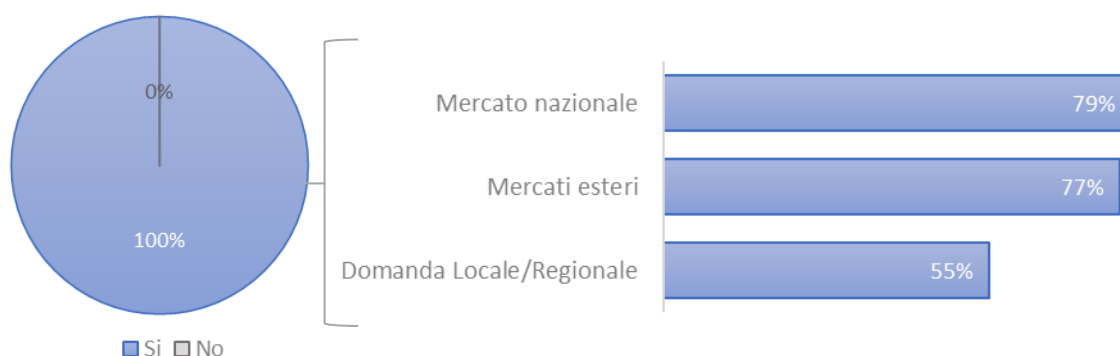 0%
100%
Si No
Mercato nazionale 79%
Mercati esteri 77%
Domanda Locale/Regionale 55%